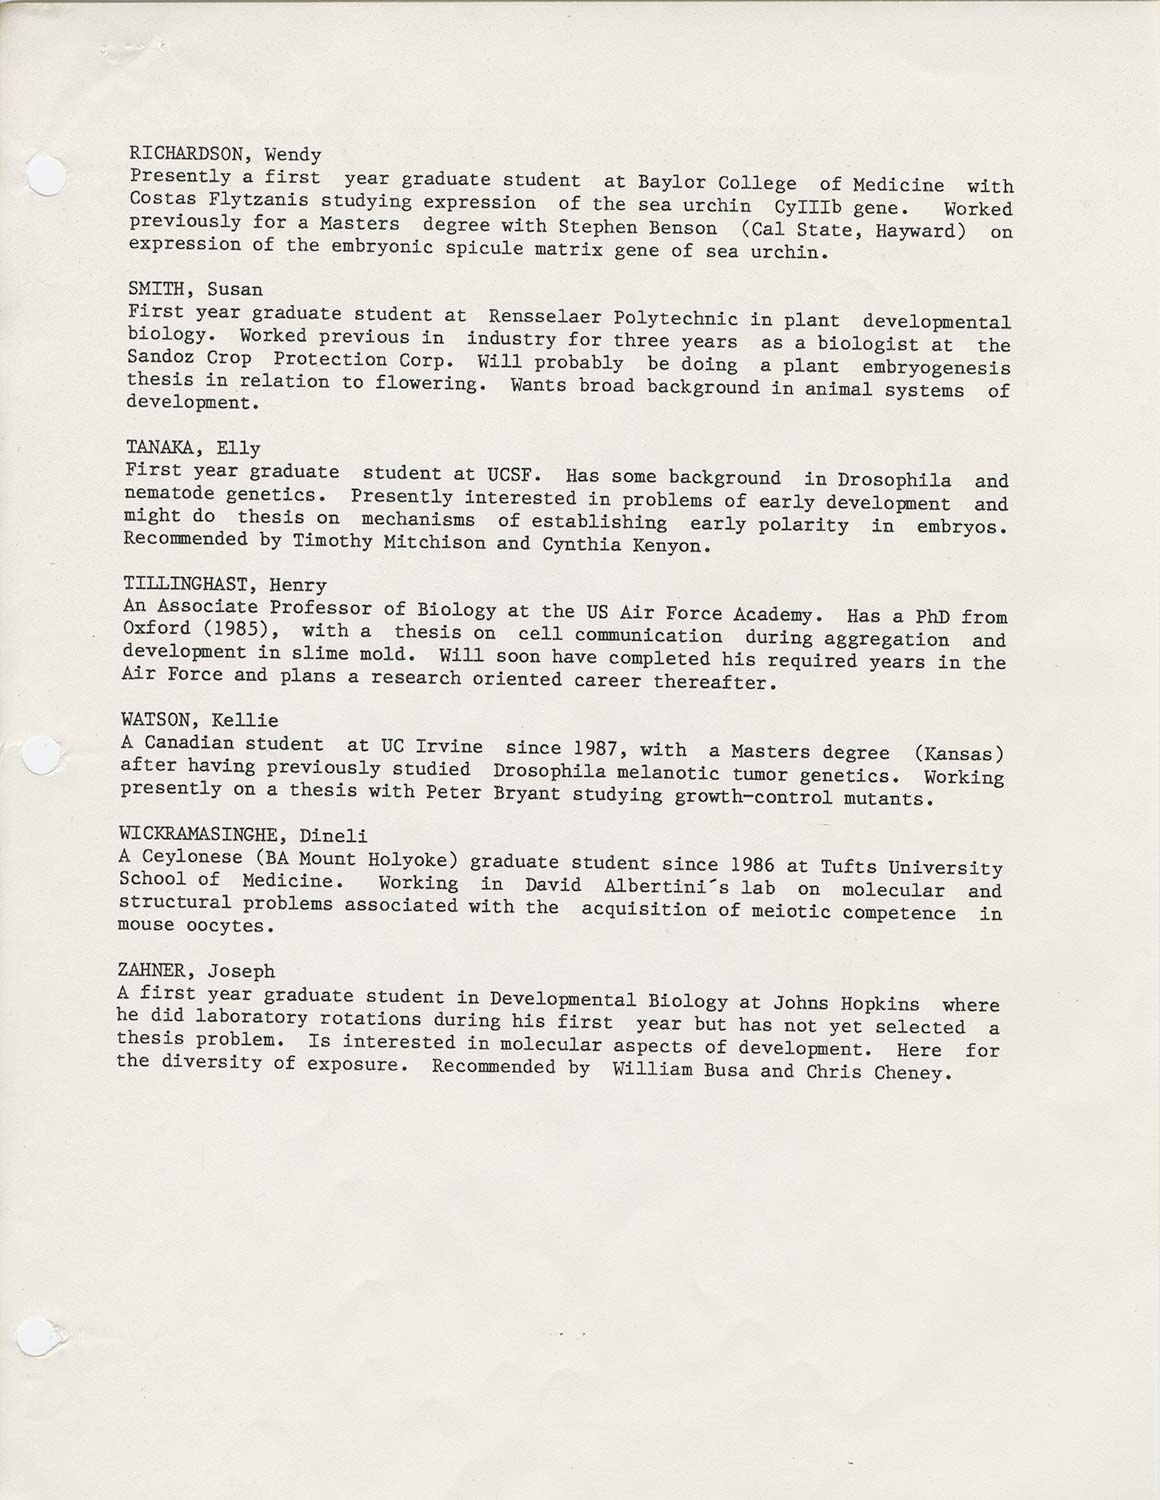 RICHARDSON, Wendy
Presently a first year graduate student at Baylor College of Medicine with
Costas Flytzanis studying expression of the sea urchin CyIIIb gene. Worked
previously for a Masters degree with Stephen Benson (Cal State, Hayward) on
expression of the embryonic spicule matrix gene of sea urchin.
SMITH, Susan
First year graduate student at Rensselaer Polytechnic in plant developmental
biology. Worked previous in industry for three years as a biologist at the
Sandoz Crop Protection Corp. Will probably be doing a plant embryogenesis
thesis in relation to flowering. Wants broad background in animal systems of
development.
TANAKA, Elly
First year graduate student at UCSF. Has some background in Drosophila and
nematode genetics. Presently interested in problems of early development and
might do thesis on mechanisms of establishing early polarity in embryos.
Recommended by Timothy Mitchison and Cynthia Kenyon.
TILLINGHAST, Henry
An Associate Professor of Biology at the US Air Force Academy. Has a PhD from
Oxford (1985), with a thesis on cell communication during aggregation and
development in slime mold. Will soon have completed his required years in the
Air Force and plans a research oriented career thereafter.
WATSON, Kellie
A Canadian student at UC Irvine since 1987, with a Masters degree (Kansas)
after having previously studied Drosophila melanotic tumor genetics. Working
presently on a thesis with Peter Bryant studying growth-control mutants.
WICKRAMASINGHE, Dineli
A Ceylonese (BA Mount Holyoke) graduate student since 1986 at Tufts University
School of Medicine. Working in David Albertini´s lab on molecular and
structural problems associated with the acquisition of meiotic competence in
mouse oocytes.
ZAHNER, Joseph
A first year graduate student in Developmental Biology at Johns Hopkins where
he did laboratory rotations during his first year but has not yet selected a
thesis problem. Is interested in molecular aspects of development. Here for
the diversity of exposure. Recommended by William Busa and Chris Cheney.